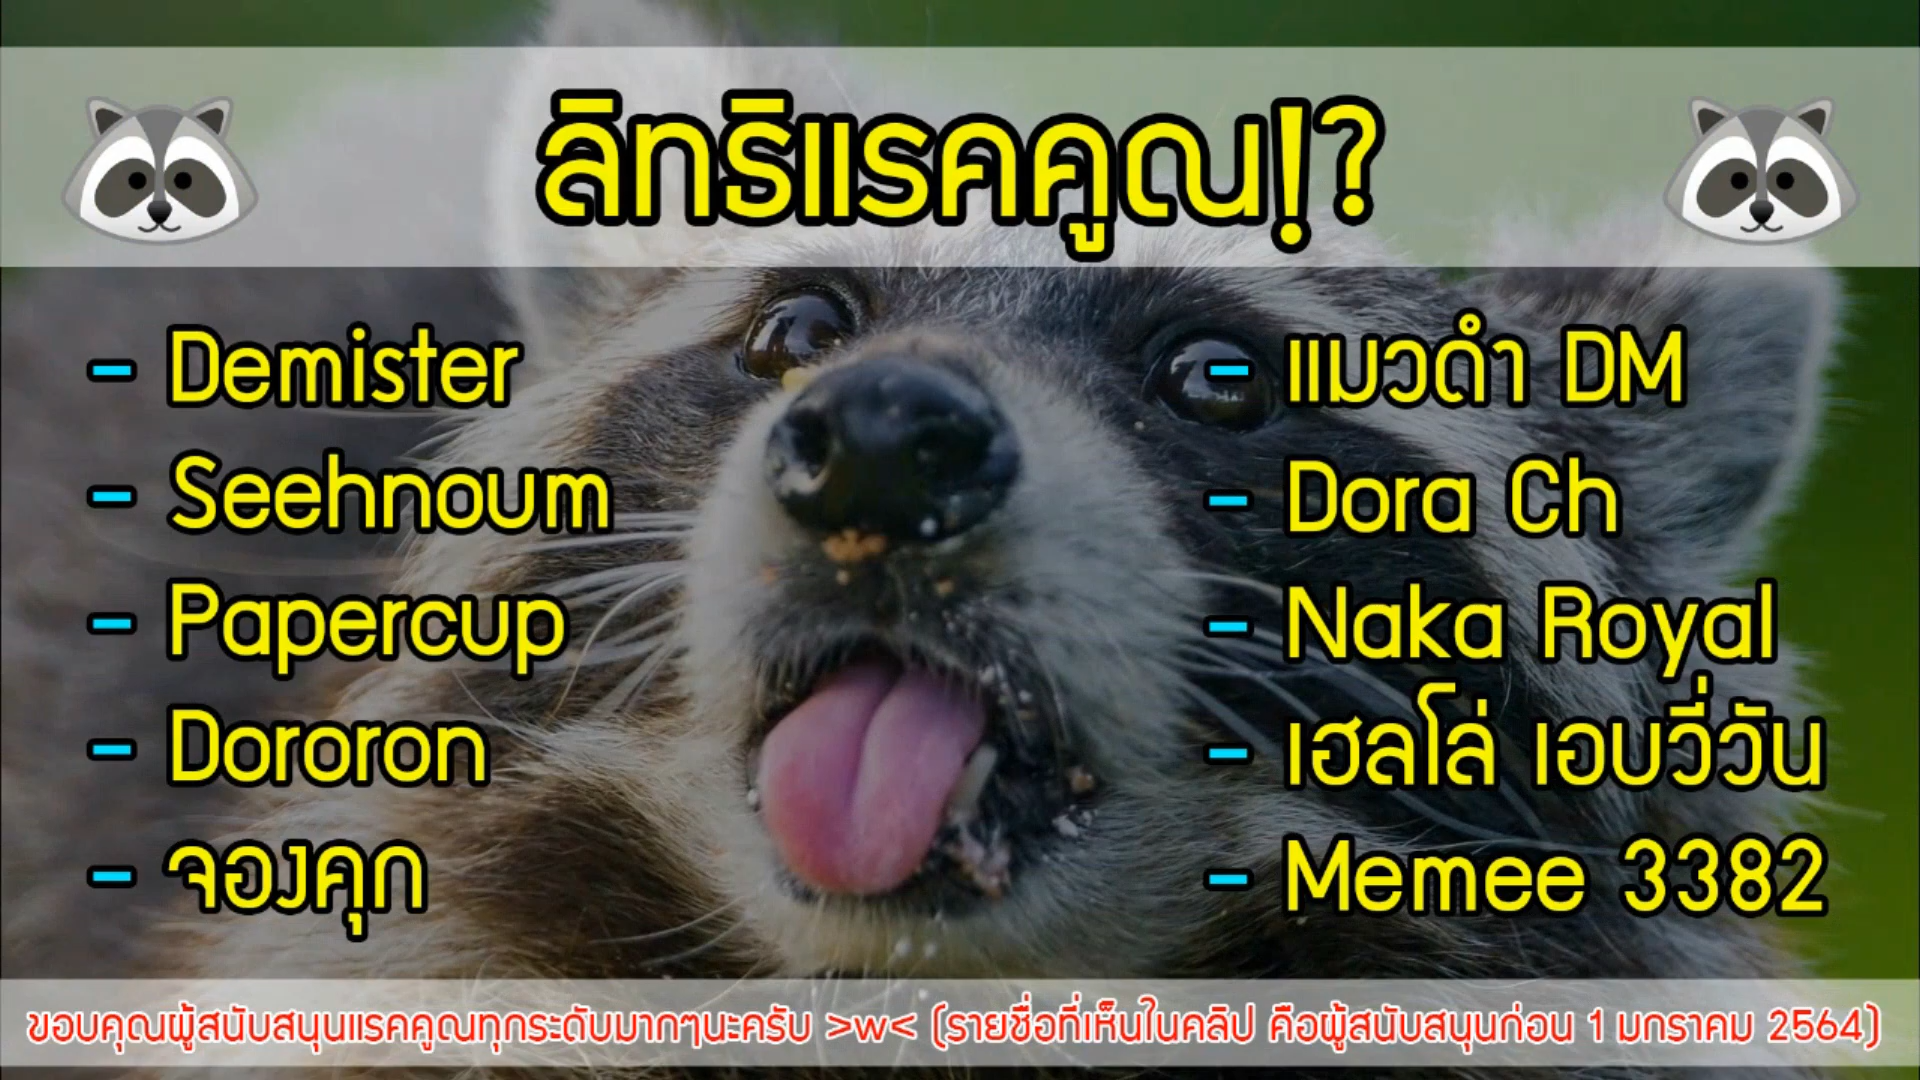 ลิทธิแรคคูณ!?
- Demister
- Seehnoum
- Papercup
- Dororon
- จองคุก
- แมวดำ DM
- Dora Ch
- Naka Royal
- เฮลโล่ เอบวี่วัน
- Memee 3382
ขอบคุณผู้สนับสนุนแรคคูณทุกระดับมากๆนะครับ >w< (รายชื่อที่เห็นในคลิป คือผู้สนับสนุนก่อน 1 มกราคม 2564)